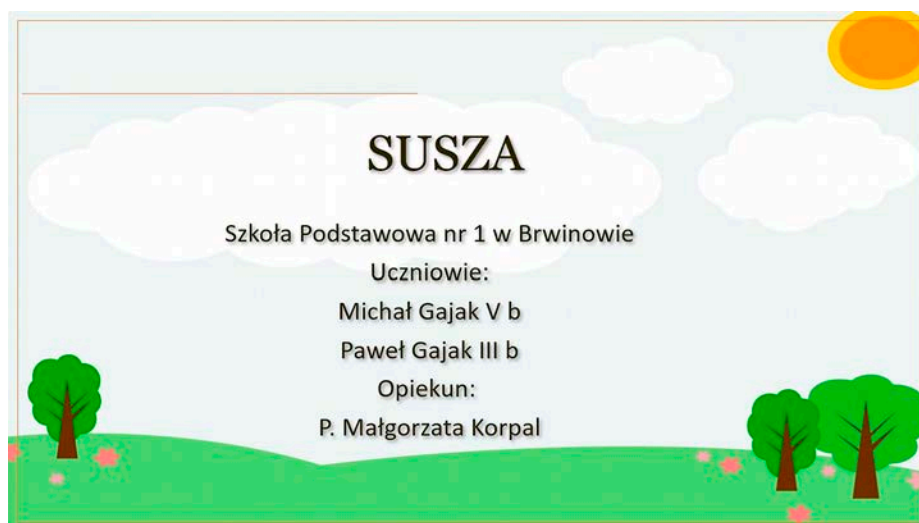 SUSZA
Szkoła Podstawowa nr 1 w Brwinowie
Uczniowie:
Michał Gajak V b
Paweł Gajak III b
Opiekun:
P. Małgorzata Korpal